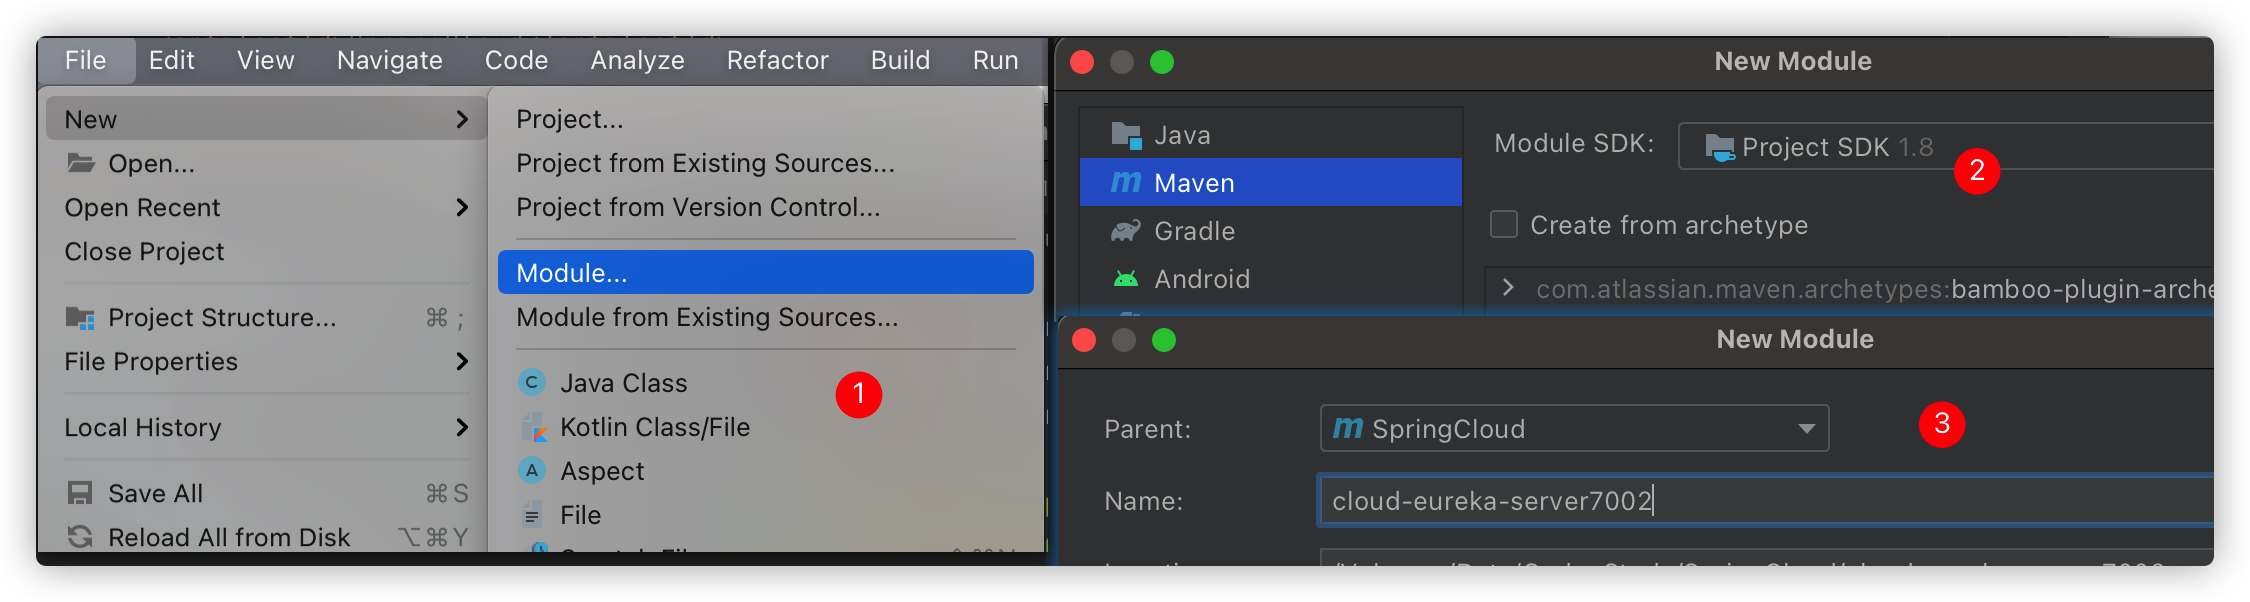 File Edit View Navigate Code Analyze Refactor Build Run
New
Open...
Open Recent
Close Project
Project Structure... ⌘ ;
File Properties
Local History
Save All ⌘S
Reload All from Disk ⌥⌘Y
Project...
Project from Existing Sources...
Project from Version Control...
Module...
Module from Existing Sources...
Java Class
Kotlin Class/File
Aspect
File
1
New Module
Java
Maven
Gradle
Android
Module SDK: Project SDK 1.8
2
Create from archetype
com.atlassian.maven.archetypes:bamboo-plugin-arche
New Module
Parent: SpringCloud
3
Name: cloud-eureka-server7002